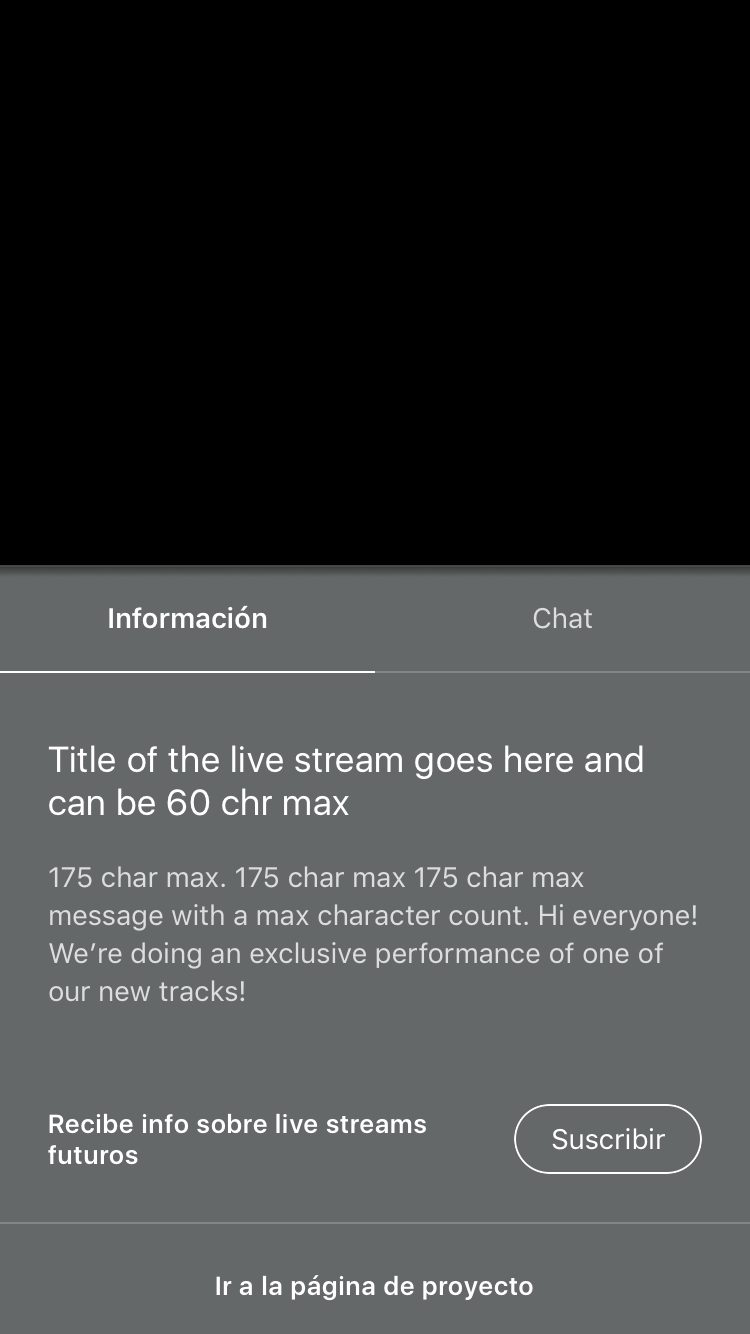 Información
Chat
Title of the live stream goes here and
can be 60 chr max
175 char max. 175 char max 175 char max
message with a max character count. Hi everyone!
We’re doing an exclusive performance of one of
our new tracks!
Recibe info sobre live streams
futuros
Suscribir
Ir a la página de proyecto